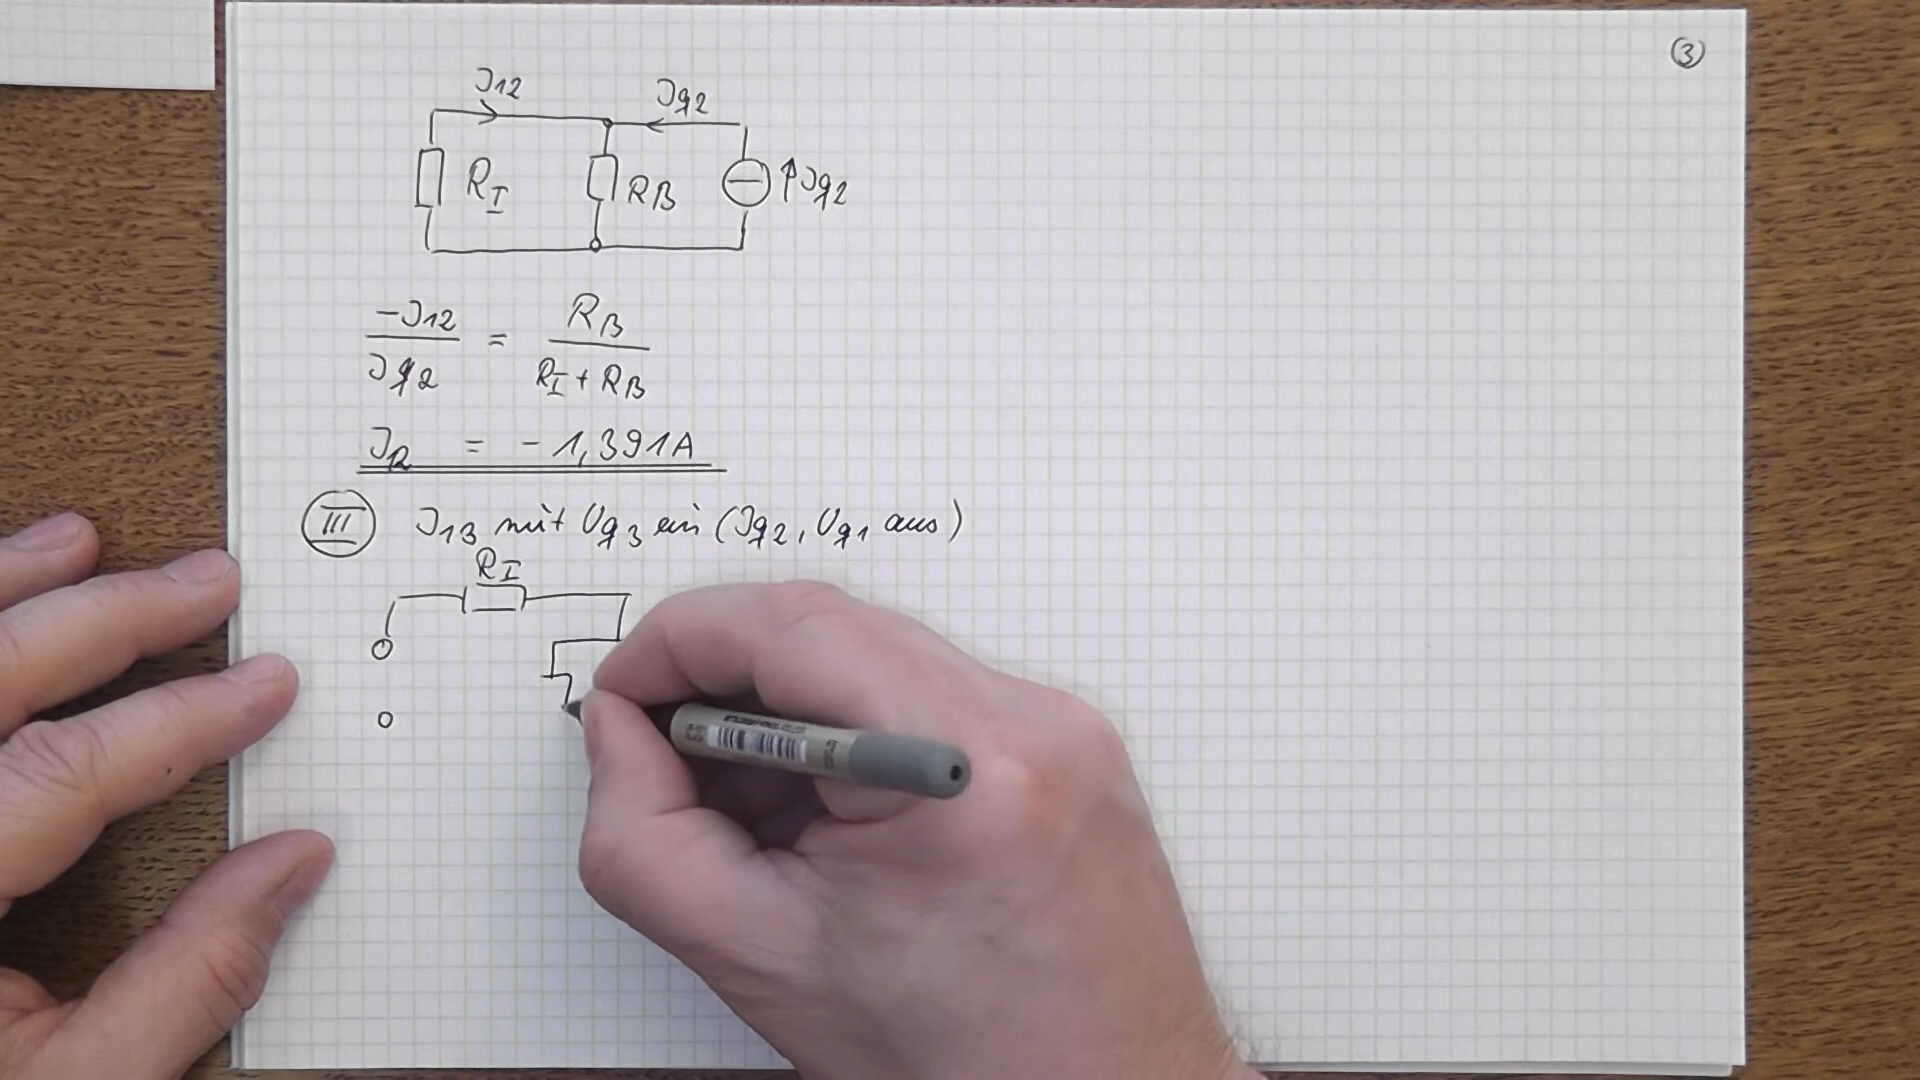 ③
I12
Iq2
RI
RB
↑Iq2
-I12 / Iq2 = RB / (RI + RB)
I12 = -1,391A
III I13 mit Uq3 ein (Iq2, Uq1 aus)
RI